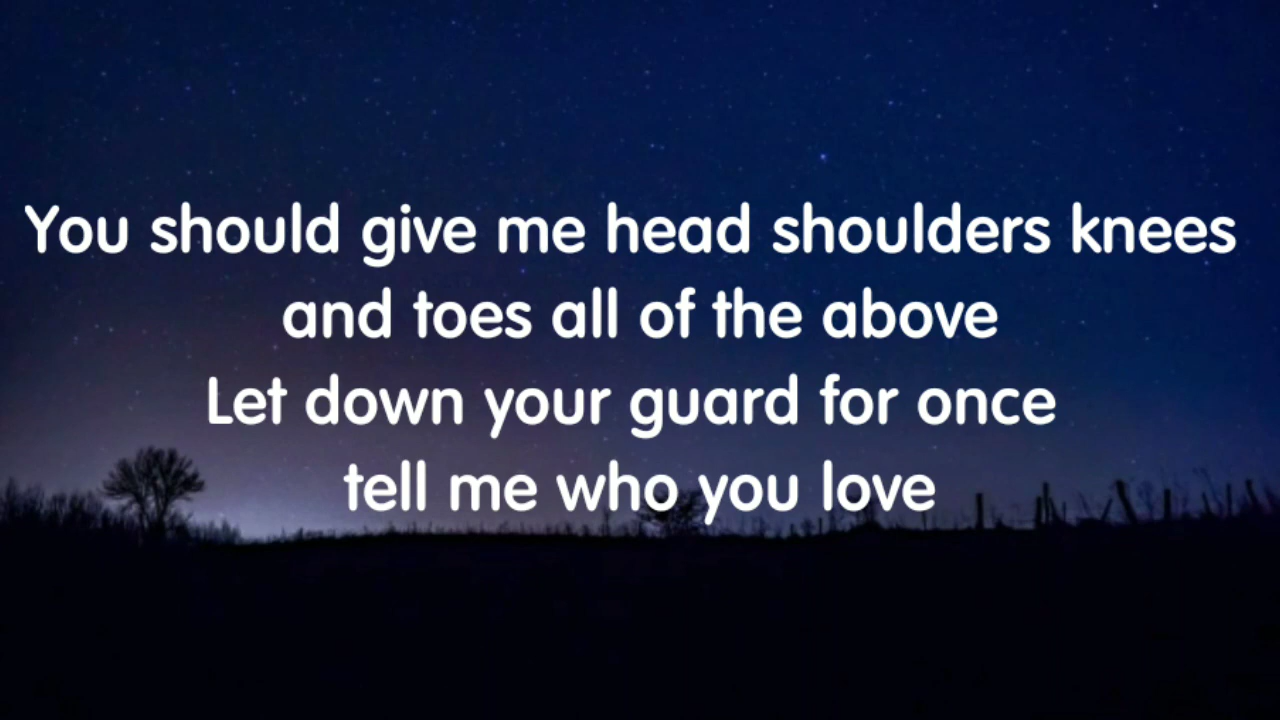 You should give me head shoulders knees
and toes all of the above
Let down your guard for once
tell me who you love